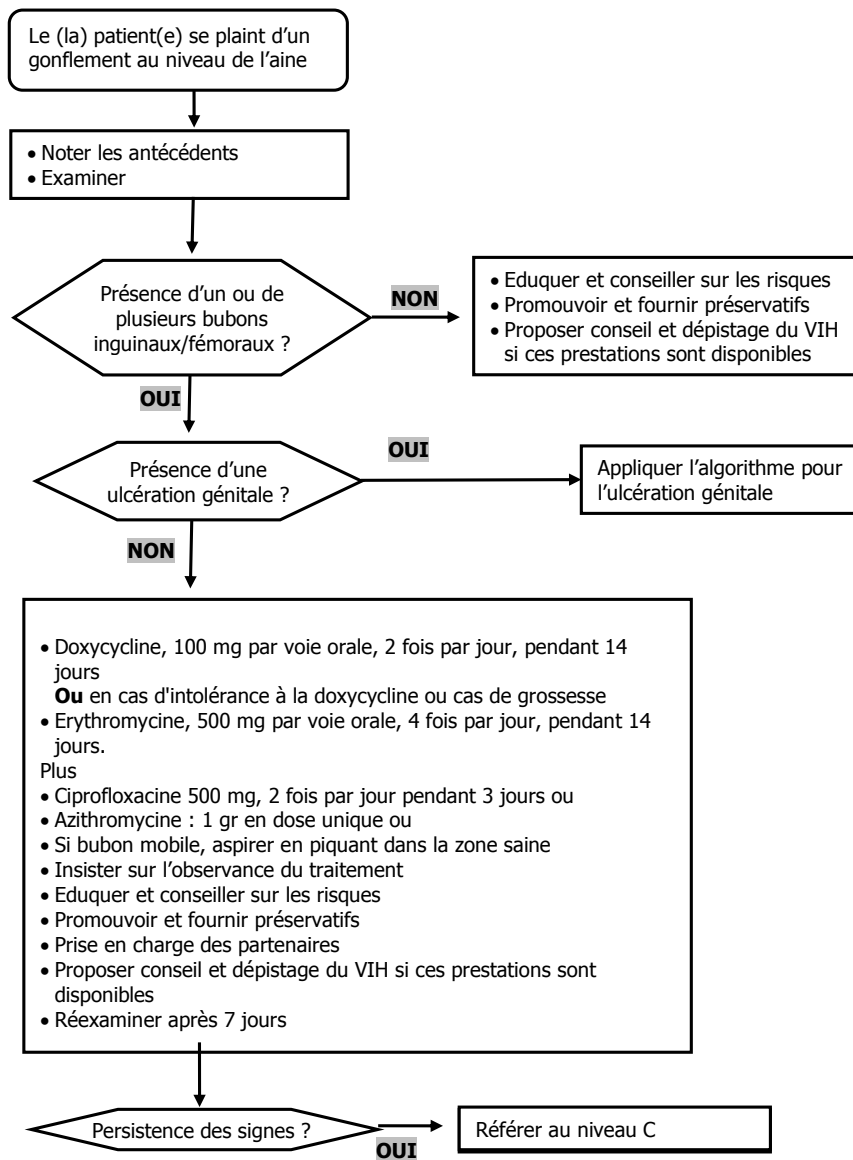 Le (la) patient(e) se plaint d'un
gonflement au niveau de l'aine
• Noter les antécédents
• Examiner
Présence d'un ou de
plusieurs bubons
inguinaux/fémoraux ?
NON
• Eduquer et conseiller sur les risques
• Promouvoir et fournir préservatifs
• Proposer conseil et dépistage du VIH
si ces prestations sont disponibles
OUI
Présence d'une
ulcération génitale ?
OUI
Appliquer l'algorithme pour
l'ulcération génitale
NON
• Doxycycline, 100 mg par voie orale, 2 fois par jour, pendant 14
jours
Ou en cas d'intolérance à la doxycycline ou cas de grossesse
• Erythromycine, 500 mg par voie orale, 4 fois par jour, pendant 14
jours.
Plus
• Ciprofloxacine 500 mg, 2 fois par jour pendant 3 jours ou
• Azithromycine : 1 gr en dose unique ou
• Si bubon mobile, aspirer en piquant dans la zone saine
• Insister sur l'observance du traitement
• Eduquer et conseiller sur les risques
• Promouvoir et fournir préservatifs
• Prise en charge des partenaires
• Proposer conseil et dépistage du VIH si ces prestations sont
disponibles
• Réexaminer après 7 jours
Persistence des signes ?
OUI
Référer au niveau C